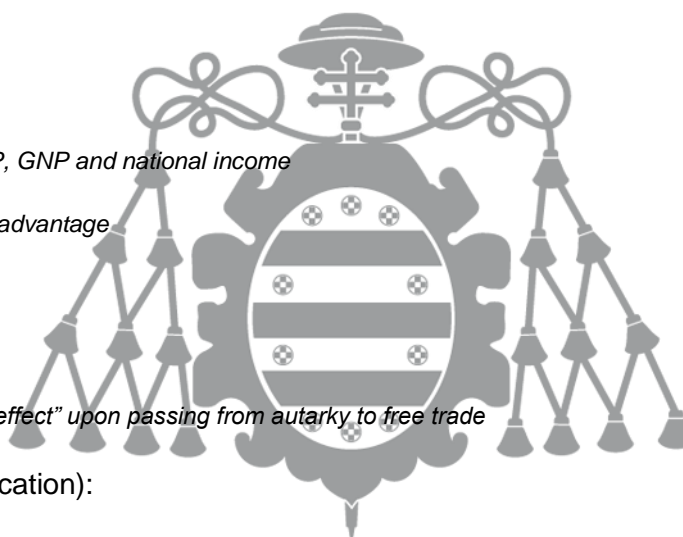 P, GNP and national income
advantage
effect” upon passing from autarky to free trade
cation):